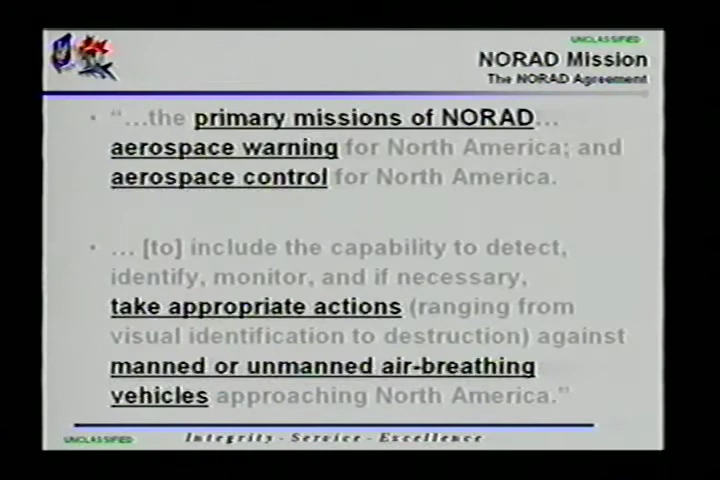 UNCLASSIFIED
NORAD Mission
The NORAD Agreement
• “…the primary missions of NORAD…
aerospace warning for North America; and
aerospace control for North America.
• … [to] include the capability to detect,
identify, monitor, and if necessary,
take appropriate actions (ranging from
visual identification to destruction) against
manned or unmanned air-breathing
vehicles approaching North America.”
UNCLASSIFIED
Integrity - Service - Excellence